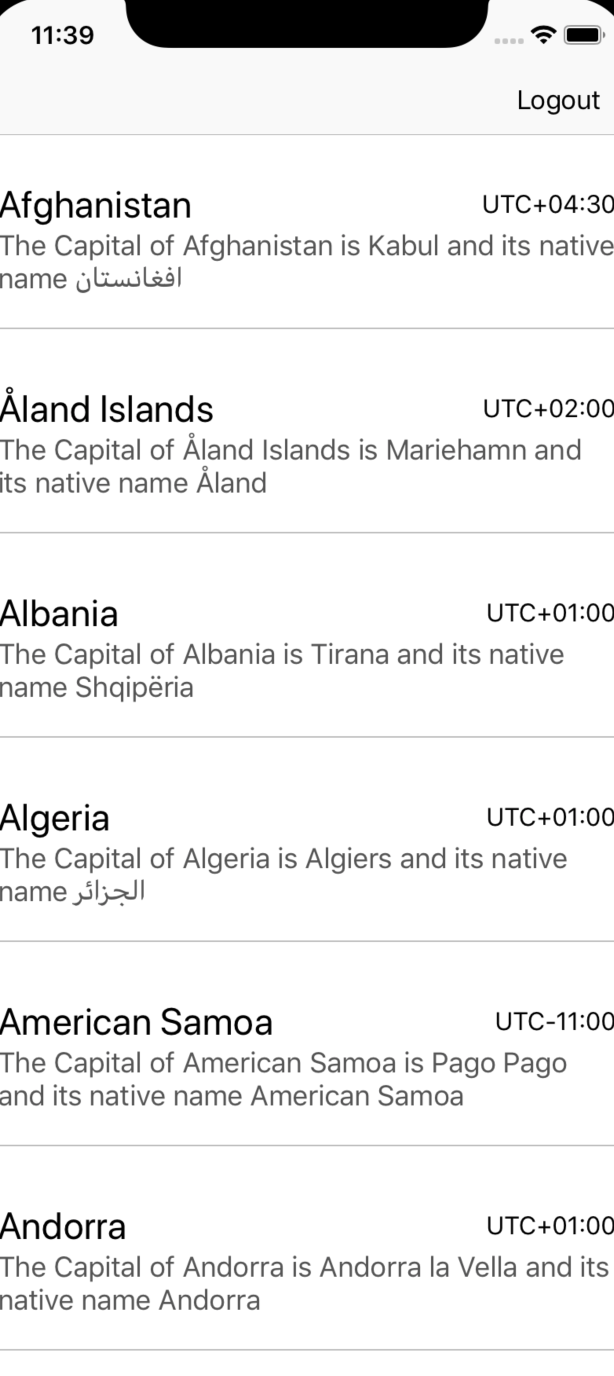 11:39
Logout
Afghanistan UTC+04:30
The Capital of Afghanistan is Kabul and its native
name افغانستان
Åland Islands UTC+02:00
The Capital of Åland Islands is Mariehamn and
its native name Åland
Albania UTC+01:00
The Capital of Albania is Tirana and its native
name Shqipëria
Algeria UTC+01:00
The Capital of Algeria is Algiers and its native
name الجزائر
American Samoa UTC-11:00
The Capital of American Samoa is Pago Pago
and its native name American Samoa
Andorra UTC+01:00
The Capital of Andorra is Andorra la Vella and its
native name Andorra